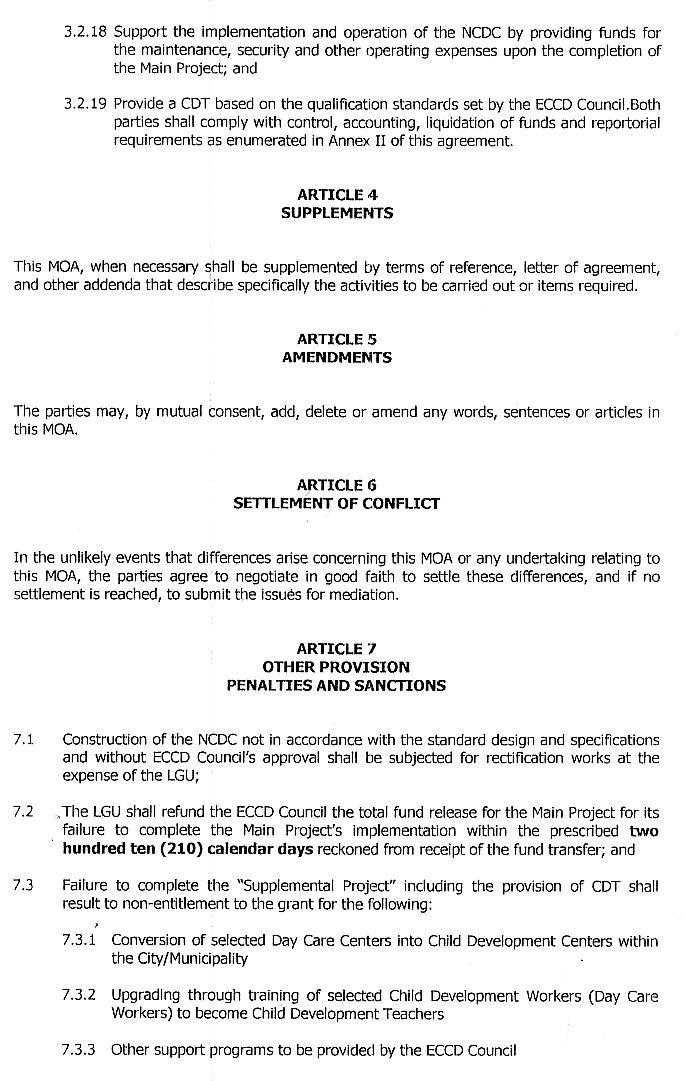 3.2.18 Support the implementation and operation of the NCDC by providing funds for
the maintenance, security and other operating expenses upon the completion of
the Main Project; and
3.2.19 Provide a CDT based on the qualification standards set by the ECCD Council.Both
parties shall comply with control, accounting, liquidation of funds and reportorial
requirements as enumerated in Annex II of this agreement.
ARTICLE 4
SUPPLEMENTS
This MOA, when necessary shall be supplemented by terms of reference, letter of agreement,
and other addenda that describe specifically the activities to be carried out or items required.
ARTICLE 5
AMENDMENTS
The parties may, by mutual consent, add, delete or amend any words, sentences or articles in
this MOA.
ARTICLE 6
SETTLEMENT OF CONFLICT
In the unlikely events that differences arise concerning this MOA or any undertaking relating to
this MOA, the parties agree to negotiate in good faith to settle these differences, and if no
settlement is reached, to submit the issues for mediation.
ARTICLE 7
OTHER PROVISION
PENALTIES AND SANCTIONS
7.1 Construction of the NCDC not in accordance with the standard design and specifications
and without ECCD Council's approval shall be subjected for rectification works at the
expense of the LGU;
7.2 The LGU shall refund the ECCD Council the total fund release for the Main Project for its
failure to complete the Main Project's implementation within the prescribed two
hundred ten (210) calendar days reckoned from receipt of the fund transfer; and
7.3 Failure to complete the "Supplemental Project" including the provision of CDT shall
result to non-entitlement to the grant for the following:
7.3.1 Conversion of selected Day Care Centers into Child Development Centers within
the City/Municipality
7.3.2 Upgrading through training of selected Child Development Workers (Day Care
Workers) to become Child Development Teachers
7.3.3 Other support programs to be provided by the ECCD Council